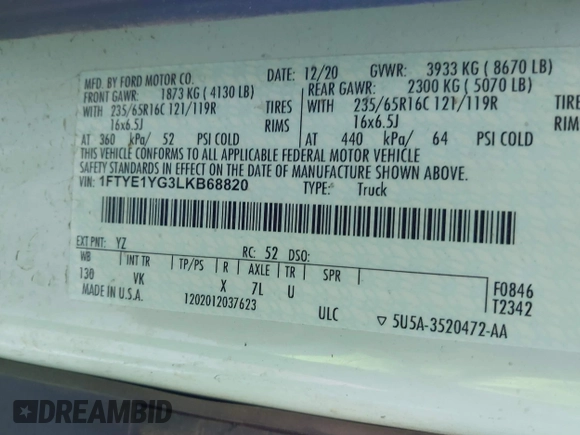 MFD. BY FORD MOTOR CO. DATE: 12/20 GVWR: 3933 KG ( 8670 LB)
FRONT GAWR: 1873 KG ( 4130 LB) REAR GAWR: 2300 KG ( 5070 LB)
WITH 235/65R16C 121/119R TIRES WITH 235/65R16C 121/119R
16x6.5J RIMS 16x6.5J
AT 360 kPa/ 52 PSI COLD AT 440 kPa/ 64 PSI COLD
THIS VEHICLE CONFORMS TO ALL APPLICABLE FEDERAL MOTOR VEHICLE
SAFETY STANDARDS IN EFFECT ON THE DATE OF MANUFACTURE SHOWN ABOVE
VIN: 1FTYE1YG3LKB68820 TYPE: Truck
EXT PNT: YZ RC: 52 DSO:
WB INT TR TP/PS R AXLE TR SPR
130 VK X 7L U
F0846
T2342
MADE IN U.S.A. 1202012037623 ULC ▽ 5U5A-3520472-AA
DREAMBID